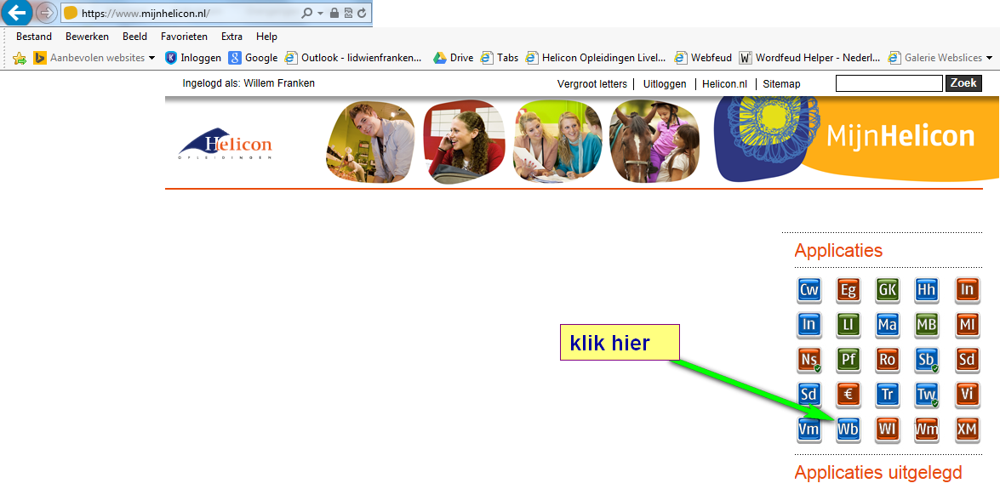 https://www.mijnhelicon.nl/
Bestand Bewerken Beeld Favorieten Extra Help
Aanbevolen websites K Inloggen 8 Google Outlook - lidwienfranken... Drive Tabs Helicon Opleidingen Livel... Webfeud W Wordfeud Helper - Nederl... Galerie Webslices
Ingelogd als: Willem Franken Vergroot letters Uitloggen Helicon.nl Sitemap Zoek
Helicon
OPLEIDINGEN
MijnHelicon
Applicaties
Cw Eg GK Hh In
In LI Ma MB MI
klik hier
Ns Pf Ro Sb Sd
Sd € Tr Tw Vi
Vm Wb WI Wm XM
Applicaties uitgelegd